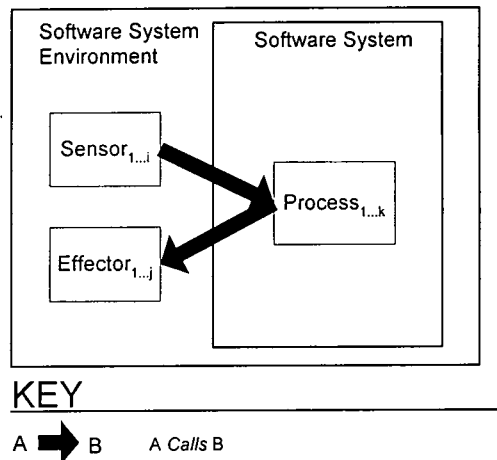 Software System
Environment
Software System
Sensor1...i
Process1...k
Effector1...j
KEY
A B A Calls B